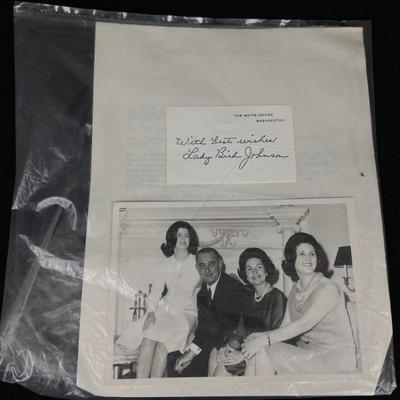 THE WHITE HOUSE
WASHINGTON
With best wishes
Lady Bird Johnson